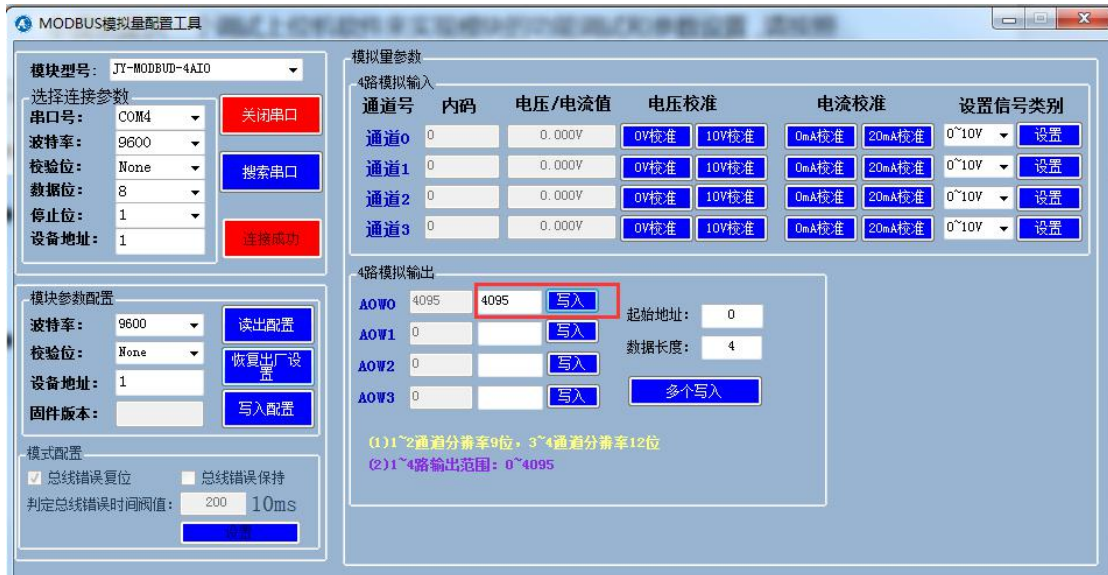 MODBUS模拟量配置工具
模块型号: JY-MODBUD-4AIO
选择连接参数
串口号: COM4 关闭串口
波特率: 9600
校验位: None 搜索串口
数据位: 8
停止位: 1
设备地址: 1 连接成功
模块参数配置
波特率: 9600 读出配置
校验位: None 恢复出厂设置
设备地址: 1
固件版本: 写入配置
模式配置
总线错误复位 总线错误保持
判定总线错误时间阀值: 200 10ms
设置
模拟里参数
4路模拟输入
通道号 内码 电压/电流值 电压校准 电流校准 设置信号类别
通道0 0 0.000V 0V校准 10V校准 0mA校准 20mA校准 0~10V 设置
通道1 0 0.000V 0V校准 10V校准 0mA校准 20mA校准 0~10V 设置
通道2 0 0.000V 0V校准 10V校准 0mA校准 20mA校准 0~10V 设置
通道3 0 0.000V 0V校准 10V校准 0mA校准 20mA校准 0~10V 设置
4路模拟输出
AOW0 4095 4095 写入
AOW1 0 写入
AOW2 0 写入
AOW3 0 写入
起始地址: 0
数据长度: 4
多个写入
(1)1~2通道分辨率9位，3~4通道分辨率12位
(2)1~4路输出范围: 0~4095